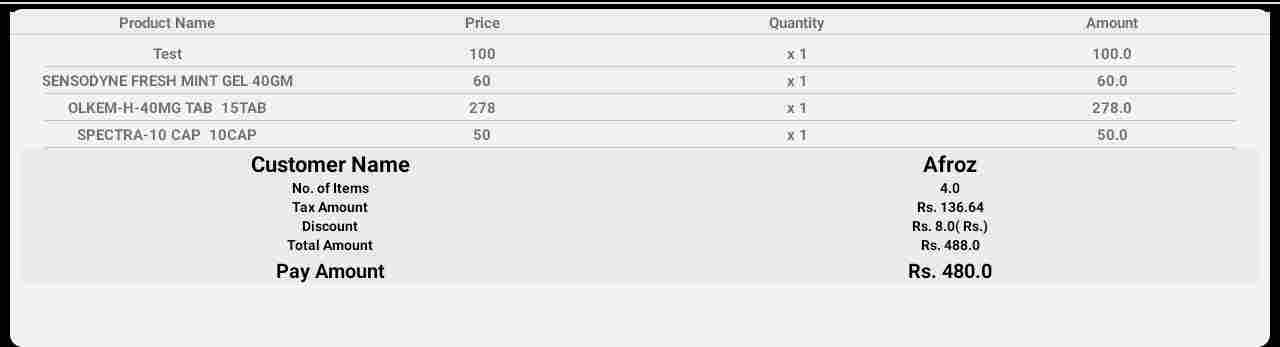 Product Name Price Quantity Amount
Test 100 x 1 100.0
SENSODYNE FRESH MINT GEL 40GM 60 x 1 60.0
OLKEM-H-40MG TAB  15TAB 278 x 1 278.0
SPECTRA-10 CAP  10CAP 50 x 1 50.0
Customer Name Afroz
No. of Items 4.0
Tax Amount Rs. 136.64
Discount Rs. 8.0( Rs.)
Total Amount Rs. 488.0
Pay Amount Rs. 480.0